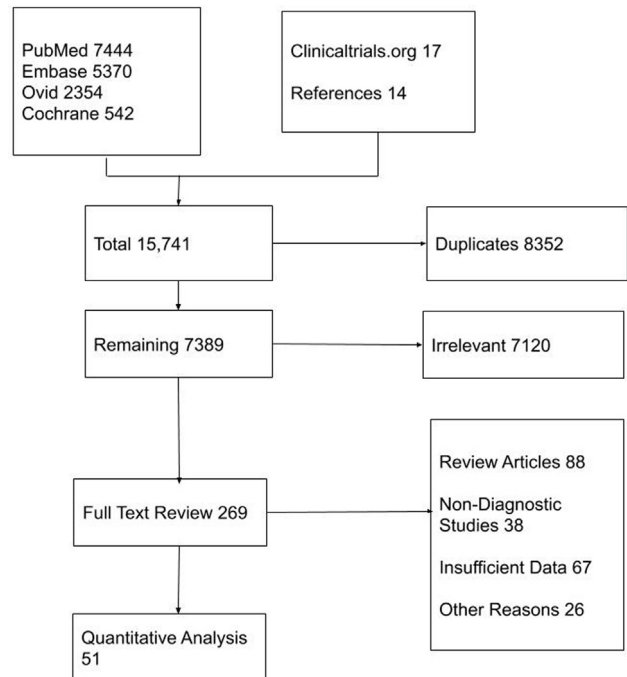 PubMed 7444
Embase 5370
Ovid 2354
Cochrane 542
Clinicaltrials.org 17
References 14
Total 15,741
Duplicates 8352
Remaining 7389
Irrelevant 7120
Full Text Review 269
Review Articles 88
Non-Diagnostic
Studies 38
Insufficient Data 67
Other Reasons 26
Quantitative Analysis
51